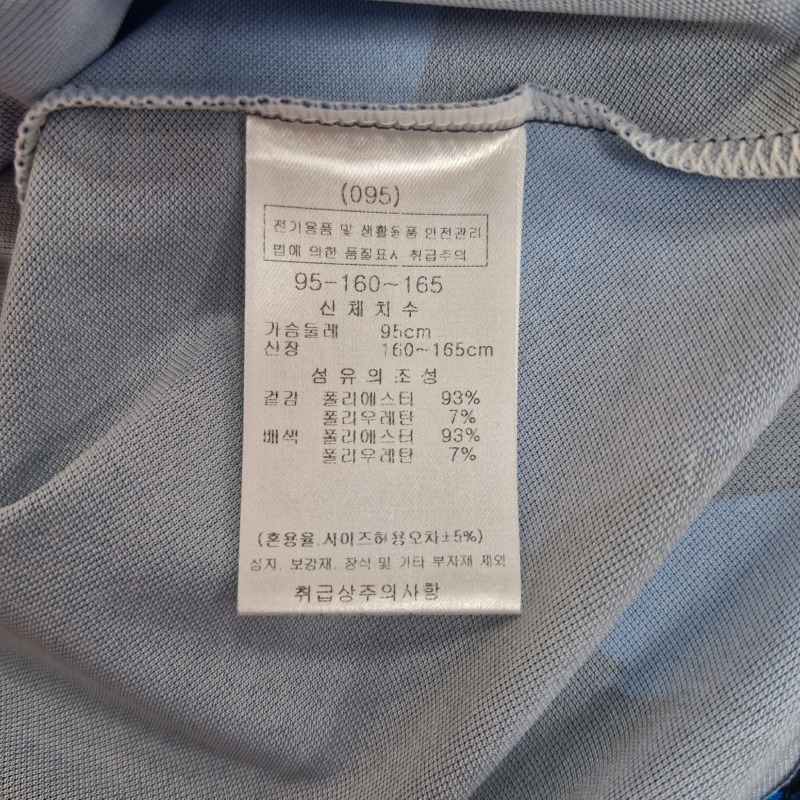 (095)
전기용품 및 생활용품 안전관리
법에 의한 품질표시 취급주의
95-160~165
신체치수
가슴둘레 95cm
신장 160~165cm
섬유의조성
겉감 폴리에스터 93%
폴리우레탄 7%
배색 폴리에스터 93%
폴리우레탄 7%
(혼용율,사이즈허용오차±5%)
심지, 보강재, 장식 및 기타 부자재 제외
취급상주의사항